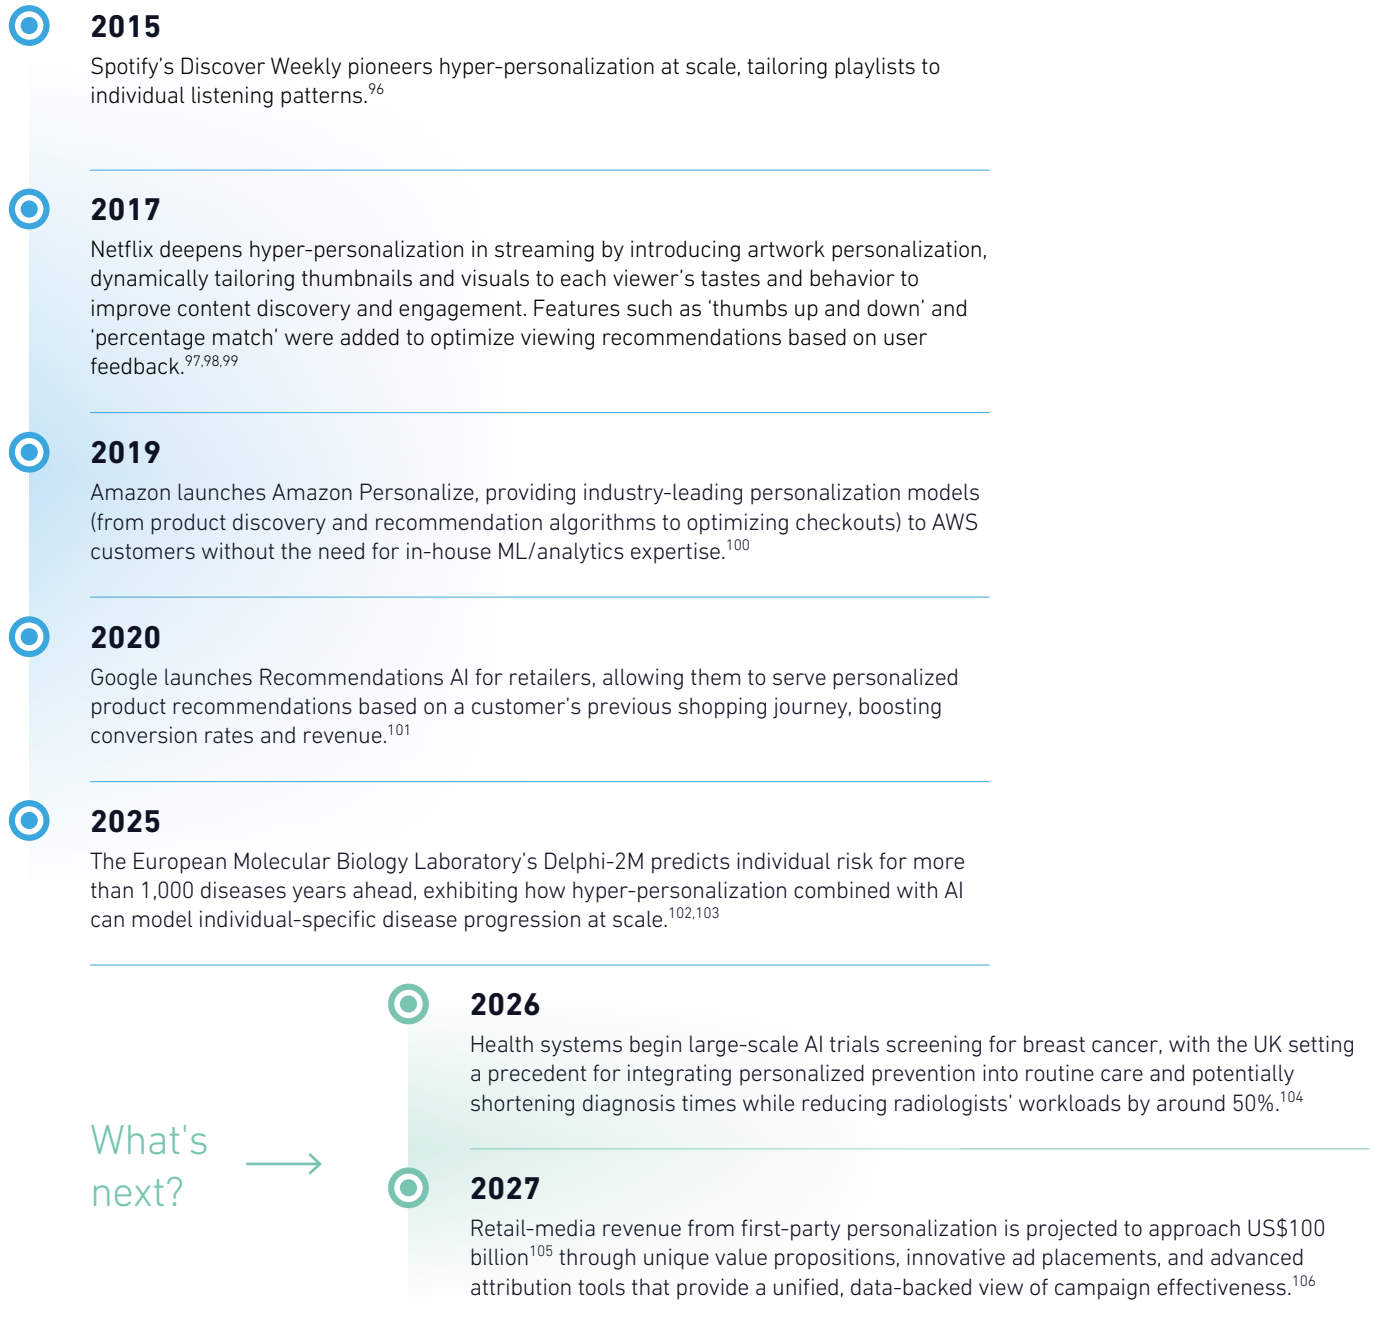 2015
Spotify’s Discover Weekly pioneers hyper-personalization at scale, tailoring playlists to
individual listening patterns.96
2017
Netflix deepens hyper-personalization in streaming by introducing artwork personalization,
dynamically tailoring thumbnails and visuals to each viewer’s tastes and behavior to
improve content discovery and engagement. Features such as ‘thumbs up and down’ and
‘percentage match’ were added to optimize viewing recommendations based on user
feedback.97,98,99
2019
Amazon launches Amazon Personalize, providing industry-leading personalization models
(from product discovery and recommendation algorithms to optimizing checkouts) to AWS
customers without the need for in-house ML/analytics expertise.100
2020
Google launches Recommendations AI for retailers, allowing them to serve personalized
product recommendations based on a customer’s previous shopping journey, boosting
conversion rates and revenue.101
2025
The European Molecular Biology Laboratory’s Delphi-2M predicts individual risk for more
than 1,000 diseases years ahead, exhibiting how hyper-personalization combined with AI
can model individual-specific disease progression at scale.102,103
What's
next?
2026
Health systems begin large-scale AI trials screening for breast cancer, with the UK setting
a precedent for integrating personalized prevention into routine care and potentially
shortening diagnosis times while reducing radiologists’ workloads by around 50%.104
2027
Retail-media revenue from first-party personalization is projected to approach US$100
billion105 through unique value propositions, innovative ad placements, and advanced
attribution tools that provide a unified, data-backed view of campaign effectiveness.106